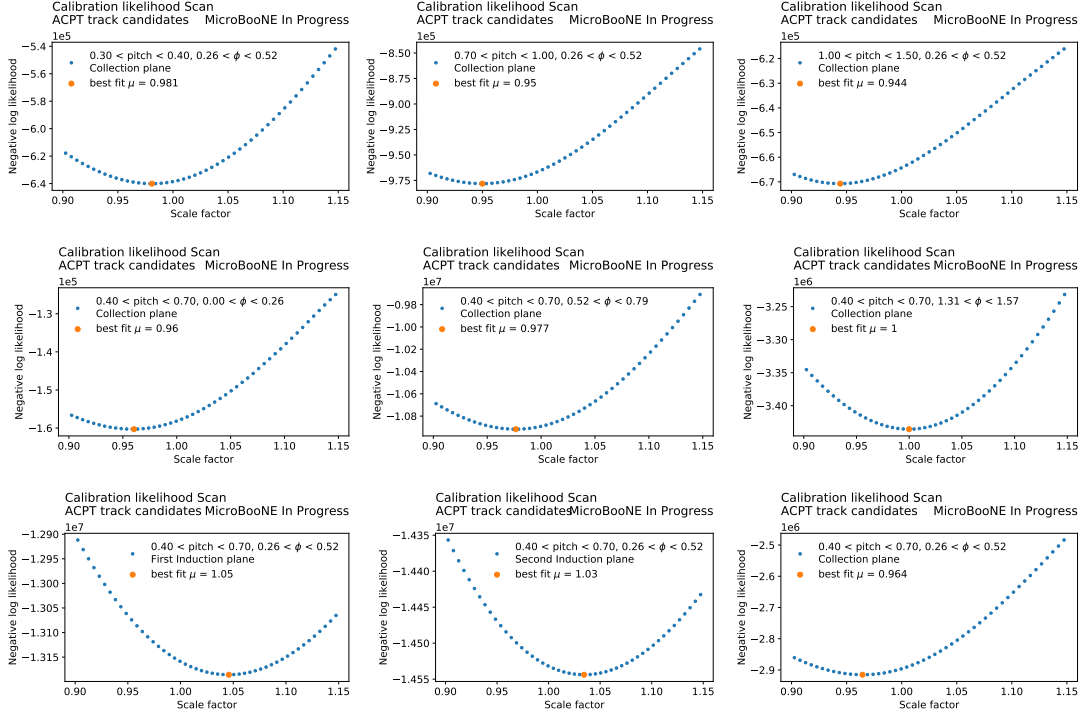 Calibration likelihood Scan
ACPT track candidates MicroBooNE In Progress
1e5
0.30 < pitch < 0.40, 0.26 < ϕ < 0.52
Collection plane
best fit μ = 0.981
−5.4
−5.6
−5.8
−6.0
−6.2
−6.4
Negative log likelihood
0.90 0.95 1.00 1.05 1.10 1.15
Scale factor
Calibration likelihood Scan
ACPT track candidates MicroBooNE In Progress
1e5
0.70 < pitch < 1.00, 0.26 < ϕ < 0.52
Collection plane
best fit μ = 0.95
−8.50
−8.75
−9.00
−9.25
−9.50
−9.75
Negative log likelihood
0.90 0.95 1.00 1.05 1.10 1.15
Scale factor
Calibration likelihood Scan
ACPT track candidates MicroBooNE In Progress
1e5
1.00 < pitch < 1.50, 0.26 < ϕ < 0.52
Collection plane
best fit μ = 0.944
−6.2
−6.3
−6.4
−6.5
−6.6
−6.7
Negative log likelihood
0.90 0.95 1.00 1.05 1.10 1.15
Scale factor
Calibration likelihood Scan
ACPT track candidates MicroBooNE In Progress
1e5
0.40 < pitch < 0.70, 0.00 < ϕ < 0.26
Collection plane
best fit μ = 0.96
−1.3
−1.4
−1.5
−1.6
Negative log likelihood
0.90 0.95 1.00 1.05 1.10 1.15
Scale factor
Calibration likelihood Scan
ACPT track candidates MicroBooNE In Progress
1e7
0.40 < pitch < 0.70, 0.52 < ϕ < 0.79
Collection plane
best fit μ = 0.977
−0.98
−1.00
−1.02
−1.04
−1.06
−1.08
Negative log likelihood
0.90 0.95 1.00 1.05 1.10 1.15
Scale factor
Calibration likelihood Scan
ACPT track candidates MicroBooNE In Progress
1e6
0.40 < pitch < 0.70, 1.31 < ϕ < 1.57
Collection plane
best fit μ = 1
−3.25
−3.30
−3.35
−3.40
Negative log likelihood
0.90 0.95 1.00 1.05 1.10 1.15
Scale factor
Calibration likelihood Scan
ACPT track candidates MicroBooNE In Progress
1e7
0.40 < pitch < 0.70, 0.26 < ϕ < 0.52
First Induction plane
best fit μ = 1.05
−1.290
−1.295
−1.300
−1.305
−1.310
−1.315
Negative log likelihood
0.90 0.95 1.00 1.05 1.10 1.15
Scale factor
Calibration likelihood Scan
ACPT track candidates MicroBooNE In Progress
1e7
0.40 < pitch < 0.70, 0.26 < ϕ < 0.52
Second Induction plane
best fit μ = 1.03
−1.435
−1.440
−1.445
−1.450
−1.455
Negative log likelihood
0.90 0.95 1.00 1.05 1.10 1.15
Scale factor
Calibration likelihood Scan
ACPT track candidates MicroBooNE In Progress
1e6
0.40 < pitch < 0.70, 0.26 < ϕ < 0.52
Collection plane
best fit μ = 0.964
−2.5
−2.6
−2.7
−2.8
−2.9
Negative log likelihood
0.90 0.95 1.00 1.05 1.10 1.15
Scale factor